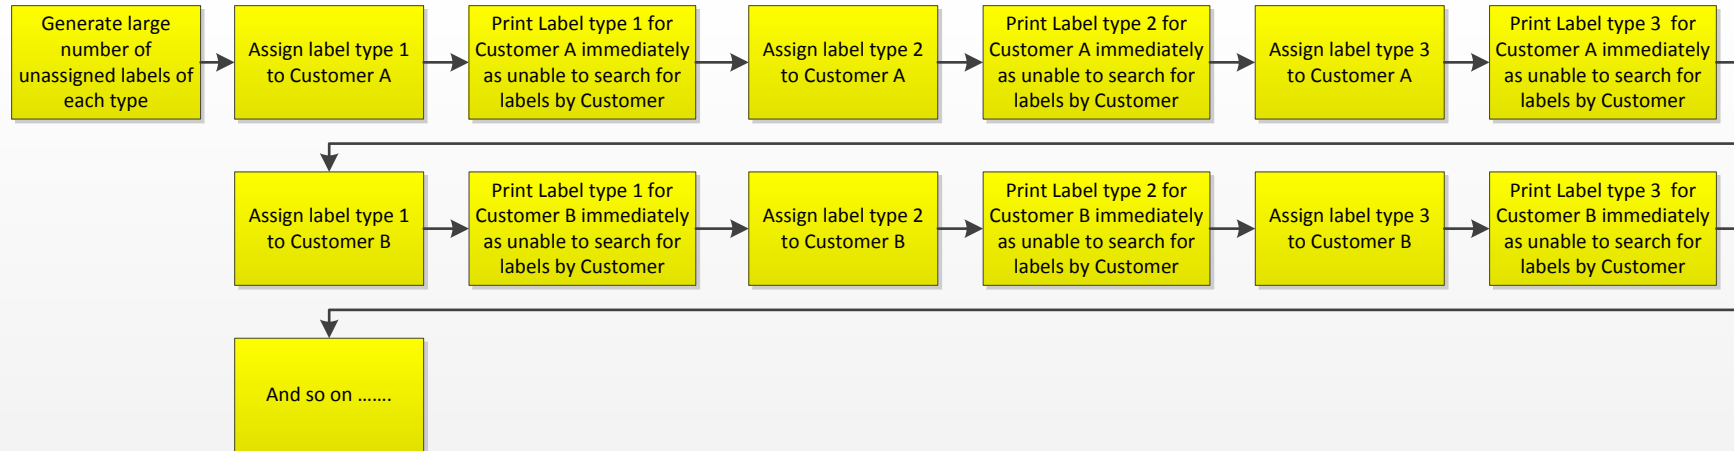 Generate large
number of
unassigned labels of
each type
Assign label type 1
to Customer A
Print Label type 1 for
Customer A immediately
as unable to search for
labels by Customer
Assign label type 2
to Customer A
Print Label type 2 for
Customer A immediately
as unable to search for
labels by Customer
Assign label type 3
to Customer A
Print Label type 3  for
Customer A immediately
as unable to search for
labels by Customer
Assign label type 1
to Customer B
Print Label type 1 for
Customer B immediately
as unable to search for
labels by Customer
Assign label type 2
to Customer B
Print Label type 2 for
Customer B immediately
as unable to search for
labels by Customer
Assign label type 3
to Customer B
Print Label type 3  for
Customer B immediately
as unable to search for
labels by Customer
And so on .......